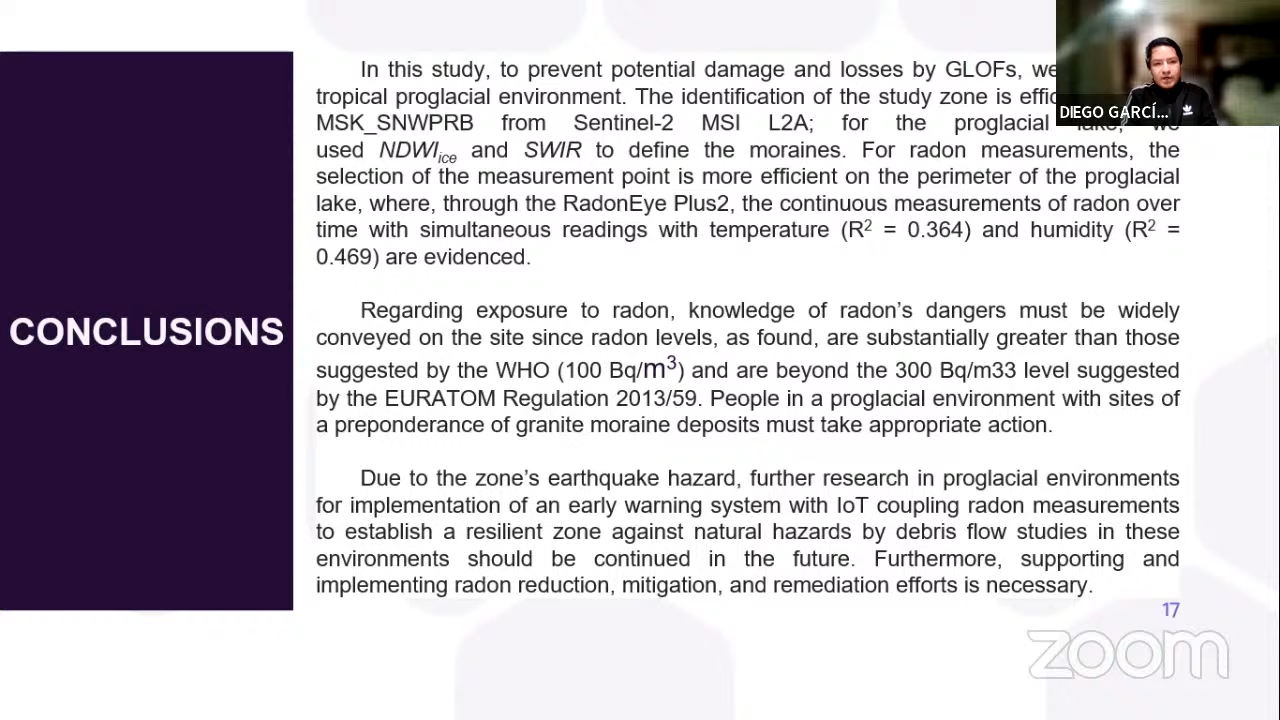 In this study, to prevent potential damage and losses by GLOFs, we
tropical proglacial environment. The identification of the study zone is
MSK_SNWPRB from Sentinel-2 MSI L2A; for the proglacial lake, we
used NDWIice and SWIR to define the moraines. For radon measurements, the
selection of the measurement point is more efficient on the perimeter of the proglacial
lake, where, through the RadonEye Plus2, the continuous measurements of radon over
time with simultaneous readings with temperature (R² = 0.364) and humidity (R² =
0.469) are evidenced.
CONCLUSIONS
Regarding exposure to radon, knowledge of radon’s dangers must be widely
conveyed on the site since radon levels, as found, are substantially greater than those
suggested by the WHO (100 Bq/m³) and are beyond the 300 Bq/m33 level suggested
by the EURATOM Regulation 2013/59. People in a proglacial environment with sites of
a preponderance of granite moraine deposits must take appropriate action.
Due to the zone’s earthquake hazard, further research in proglacial environments
for implementation of an early warning system with IoT coupling radon measurements
to establish a resilient zone against natural hazards by debris flow studies in these
environments should be continued in the future. Furthermore, supporting and
implementing radon reduction, mitigation, and remediation efforts is necessary.
17
DIEGO GARCÍ...
zoom